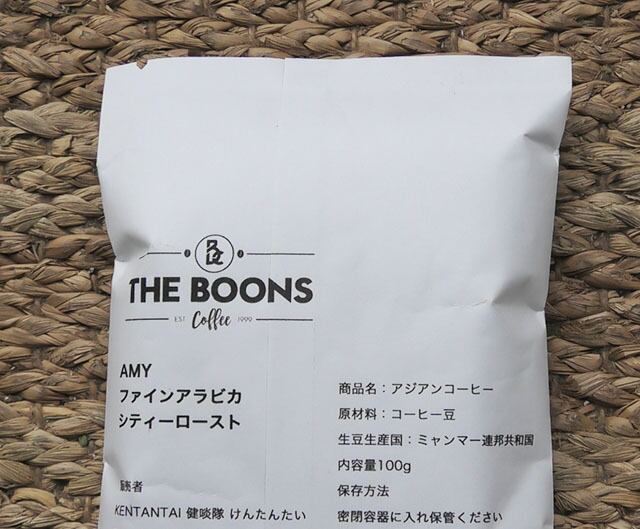 THE BOONS
EST Coffee 1999
AMY
ファインアラビカ
シティーロースト
商品名：アジアンコーヒー
原材料：コーヒー豆
生豆生産国：ミャンマー連邦共和国
内容量100g
保存方法
密閉容器に入れ保管ください
KENTANTAI 健啖隊 けんたんたい